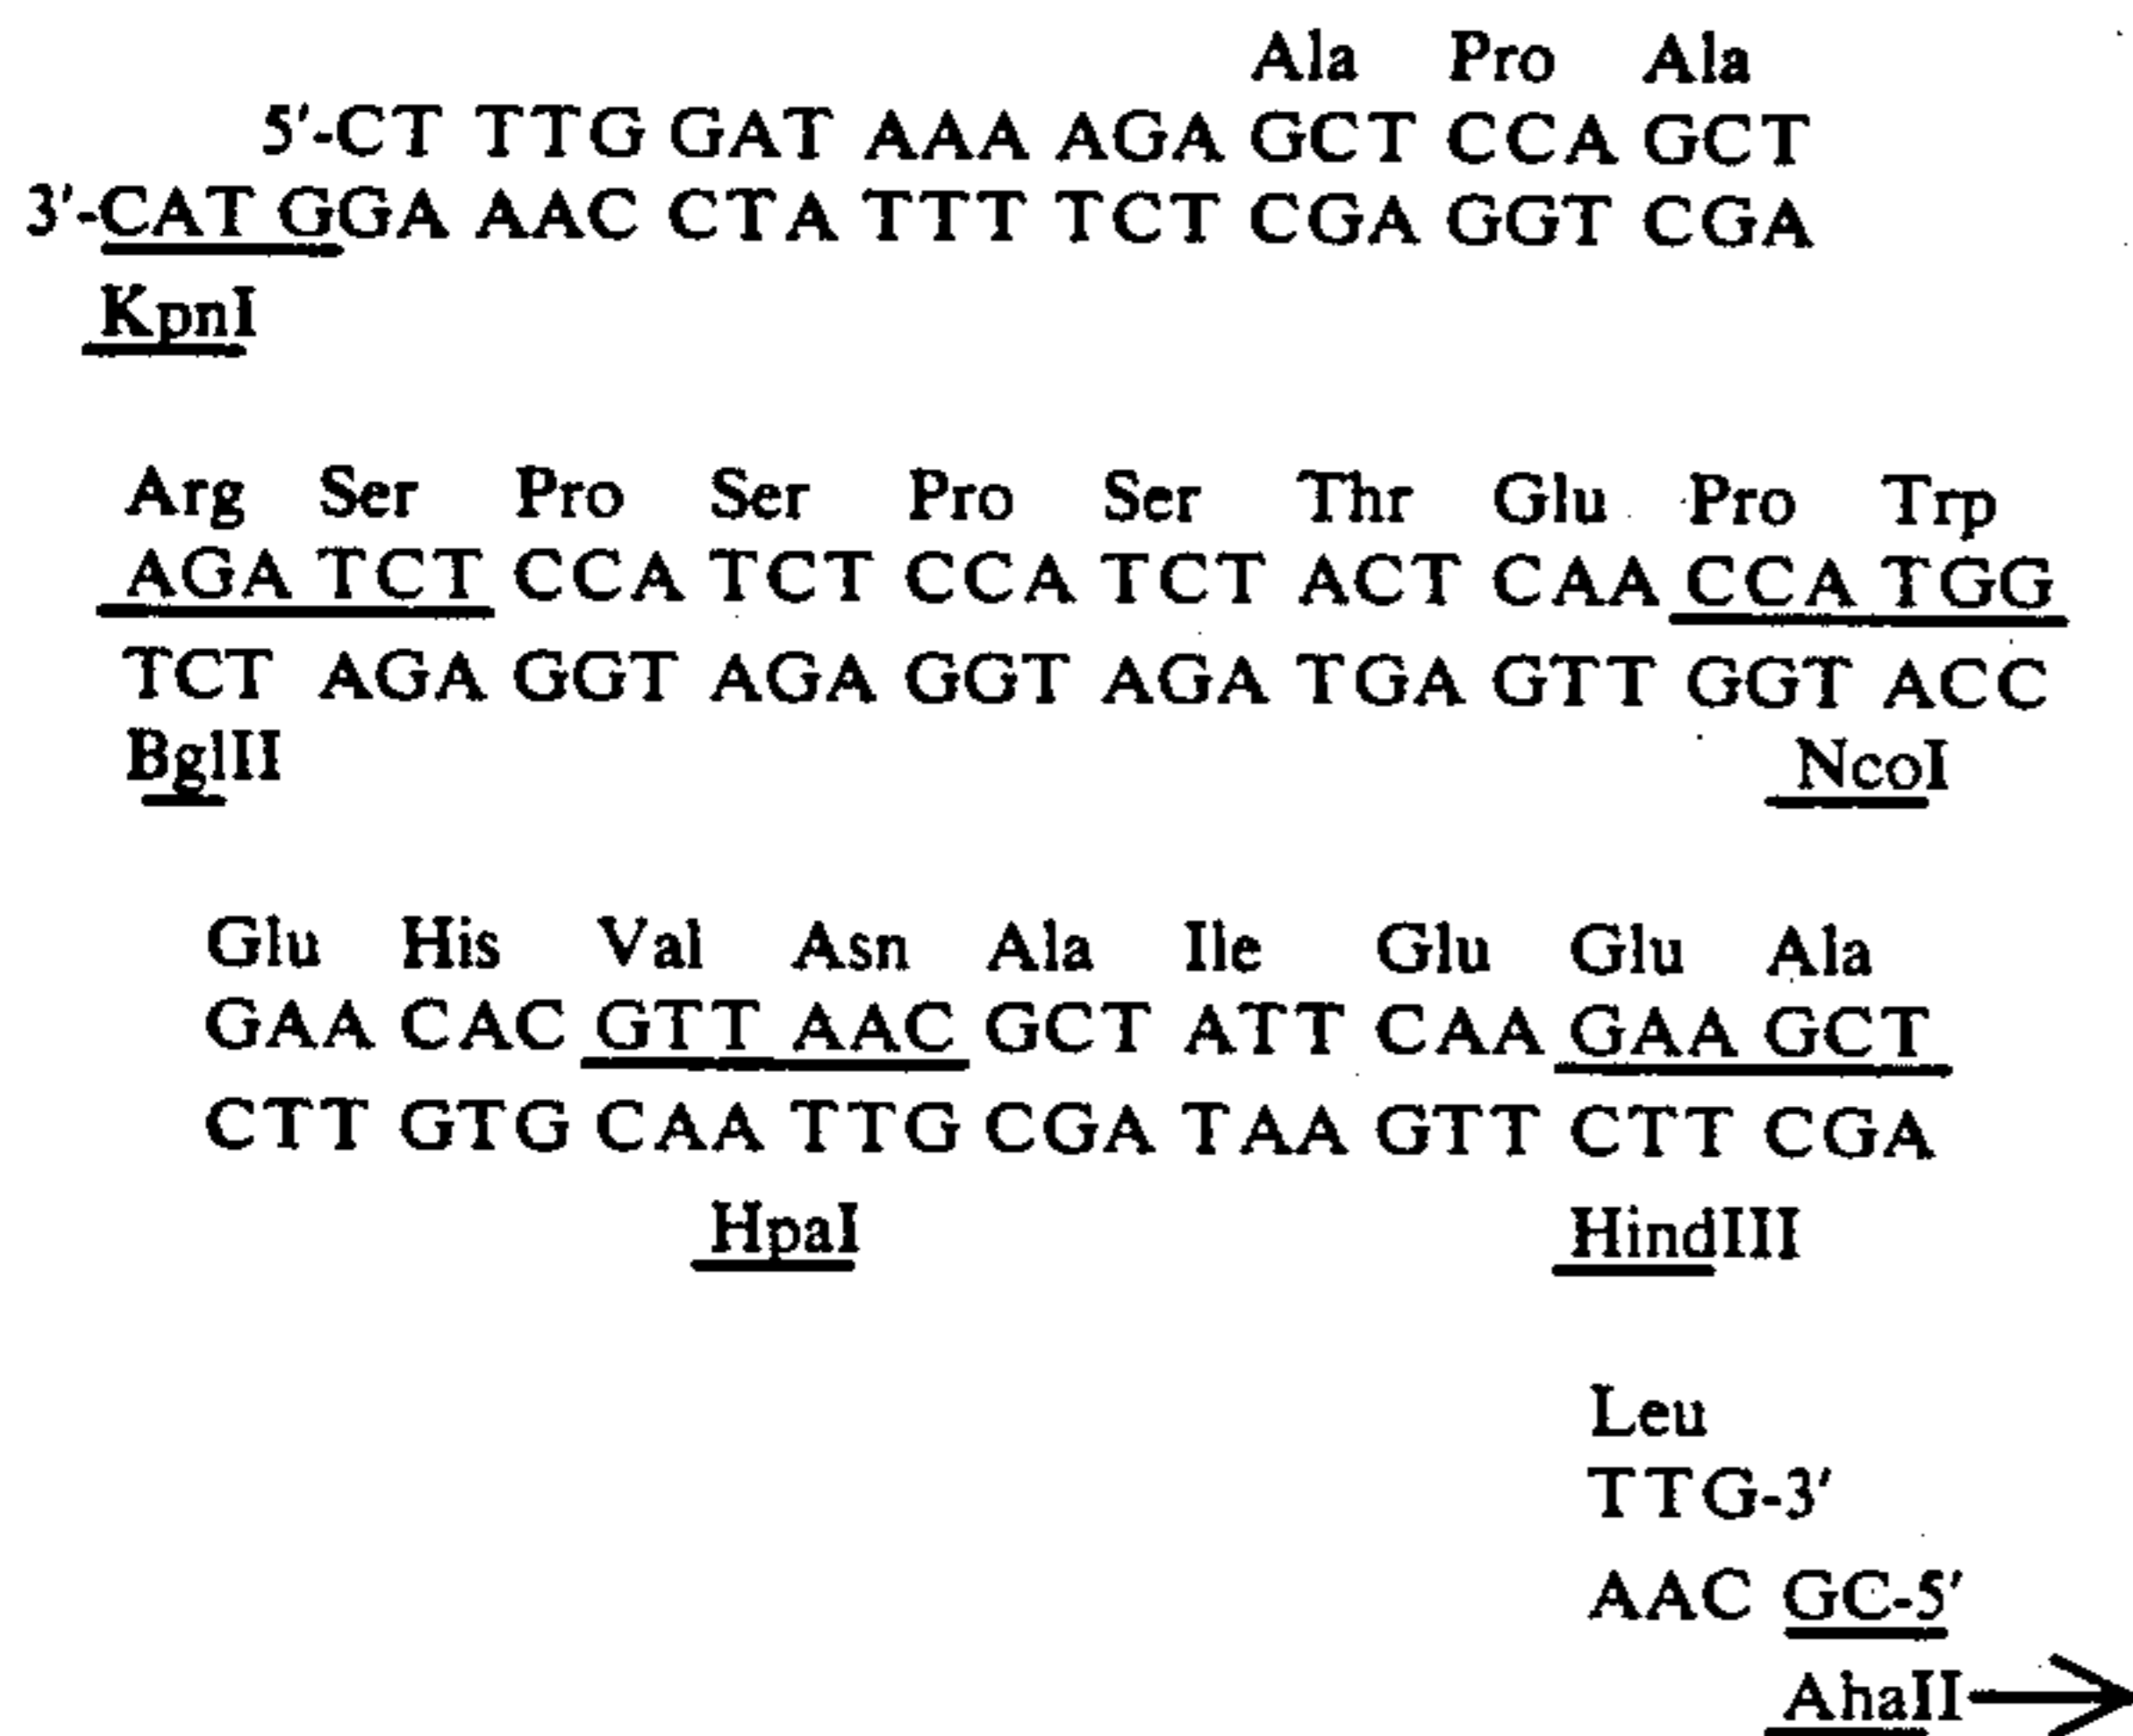 Ala Pro Ala
5'-CT TTG GAT AAA AGA GCT CCA GCT
3'-CAT GGA AAC CTA TTT TCT CGA GGT CGA
KpnI
Arg Ser Pro Ser Pro Ser Thr Glu Pro Trp
AGA TCT CCA TCT CCA TCT ACT CAA CCA TGG
TCT AGA GGT AGA GGT AGA TGA GTT GGT ACC
BglII NcoI
Glu His Val Asn Ala Ile Glu Glu Ala
GAA CAC GTT AAC GCT ATT CAA GAA GCT
CTT GTG CAA TTG CGA TAA GTT CTT CGA
HpaI HindIII
Leu
TTG-3'
AAC GC-5'
AhaII